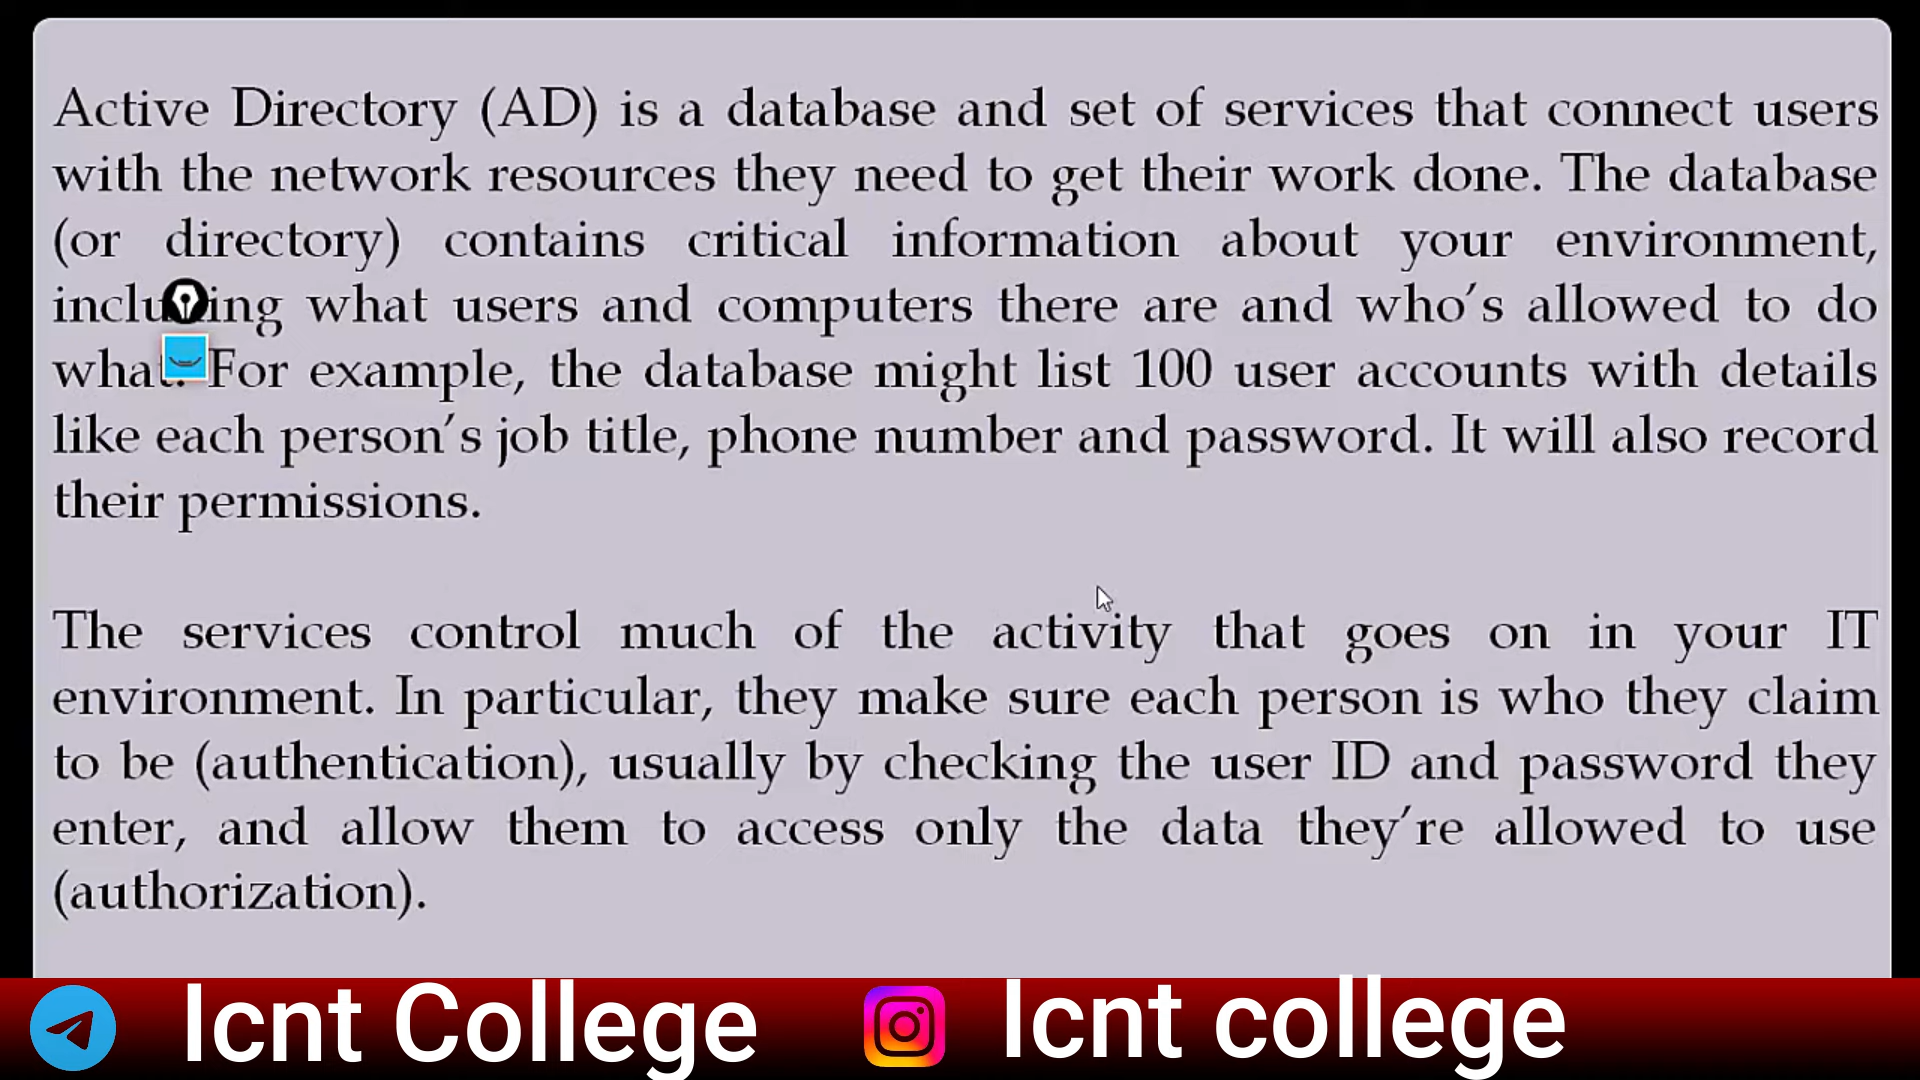 Active Directory (AD) is a database and set of services that connect users
with the network resources they need to get their work done. The database
(or directory) contains critical information about your environment,
including what users and computers there are and who's allowed to do
what. For example, the database might list 100 user accounts with details
like each person's job title, phone number and password. It will also record
their permissions.
The services control much of the activity that goes on in your IT
environment. In particular, they make sure each person is who they claim
to be (authentication), usually by checking the user ID and password they
enter, and allow them to access only the data they're allowed to use
(authorization).
Icnt College
Icnt college